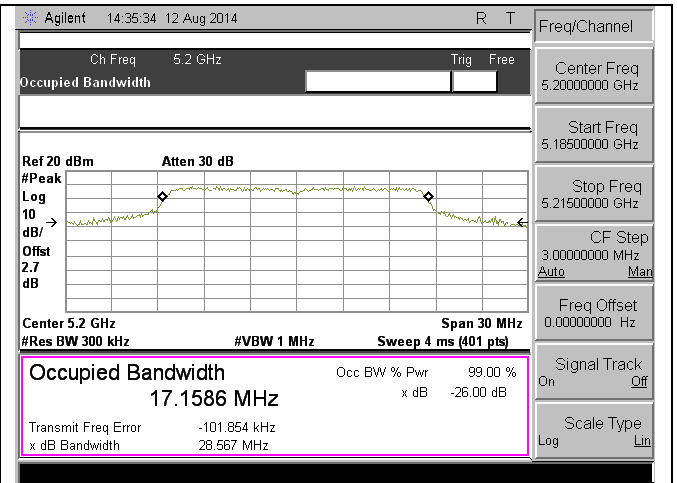 Agilent 14:35:34 12 Aug 2014 R T
Freq/Channel
Ch Freq 5.2 GHz Trig Free
Occupied Bandwidth
Center Freq
5.20000000 GHz
Start Freq
5.18500000 GHz
Stop Freq
5.21500000 GHz
CF Step
3.00000000 MHz
Auto Man
Freq Offset
0.00000000 Hz
Signal Track
On Off
Scale Type
Log Lin
Ref 20 dBm Atten 30 dB
#Peak
Log
10
dB/
Offst
2.7
dB
Center 5.2 GHz Span 30 MHz
#Res BW 300 kHz #VBW 1 MHz Sweep 4 ms (401 pts)
Occupied Bandwidth
17.1586 MHz
Occ BW % Pwr 99.00 %
x dB -26.00 dB
Transmit Freq Error -101.854 kHz
x dB Bandwidth 28.567 MHz